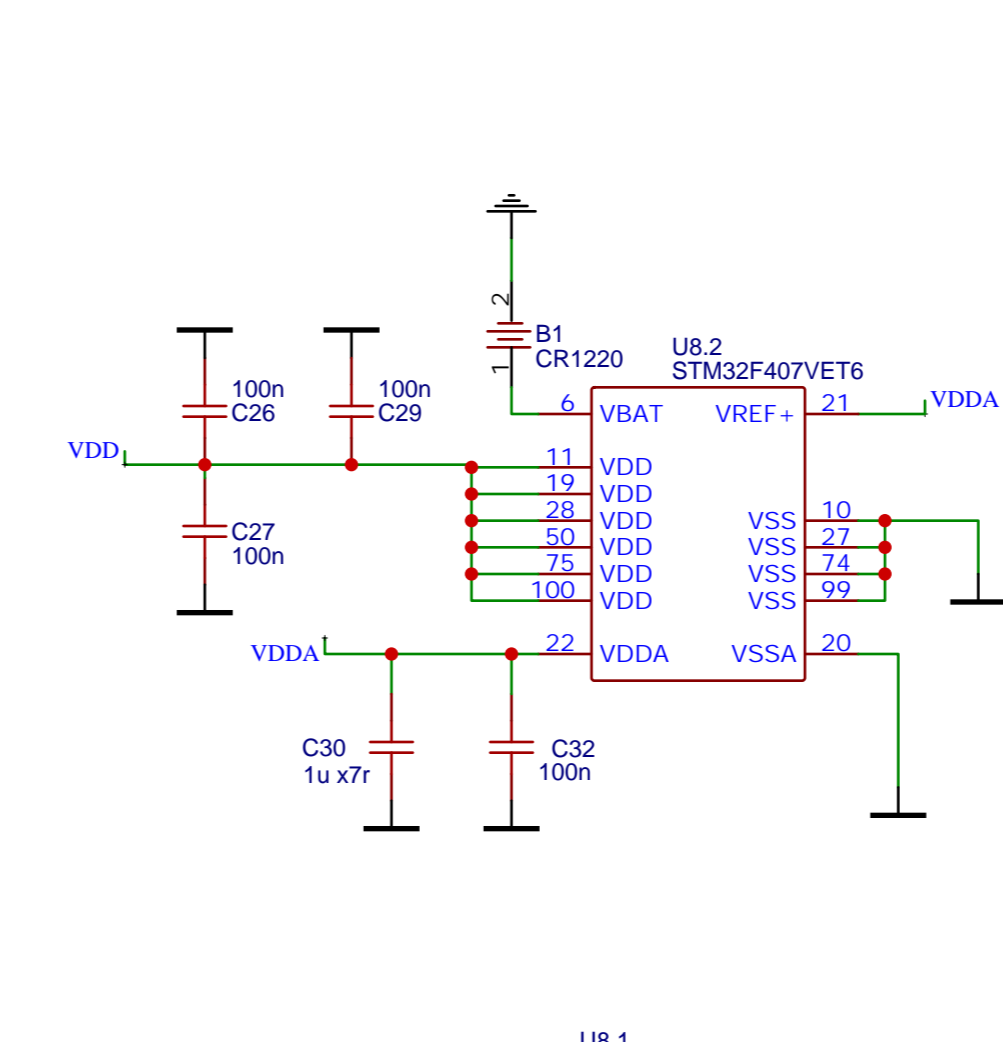 2
B1
CR1220
1
U8.2
STM32F407VET6
100n
C26
100n
C29
6
VBAT
VREF+
21
VDDA
VDD
11
VDD
19
VDD
28
VDD
VSS
10
C27
100n
50
VDD
VSS
27
75
VDD
VSS
74
100
VDD
VSS
99
VDDA
22
VDDA
VSSA
20
C30
1u x7r
C32
100n
U8.1